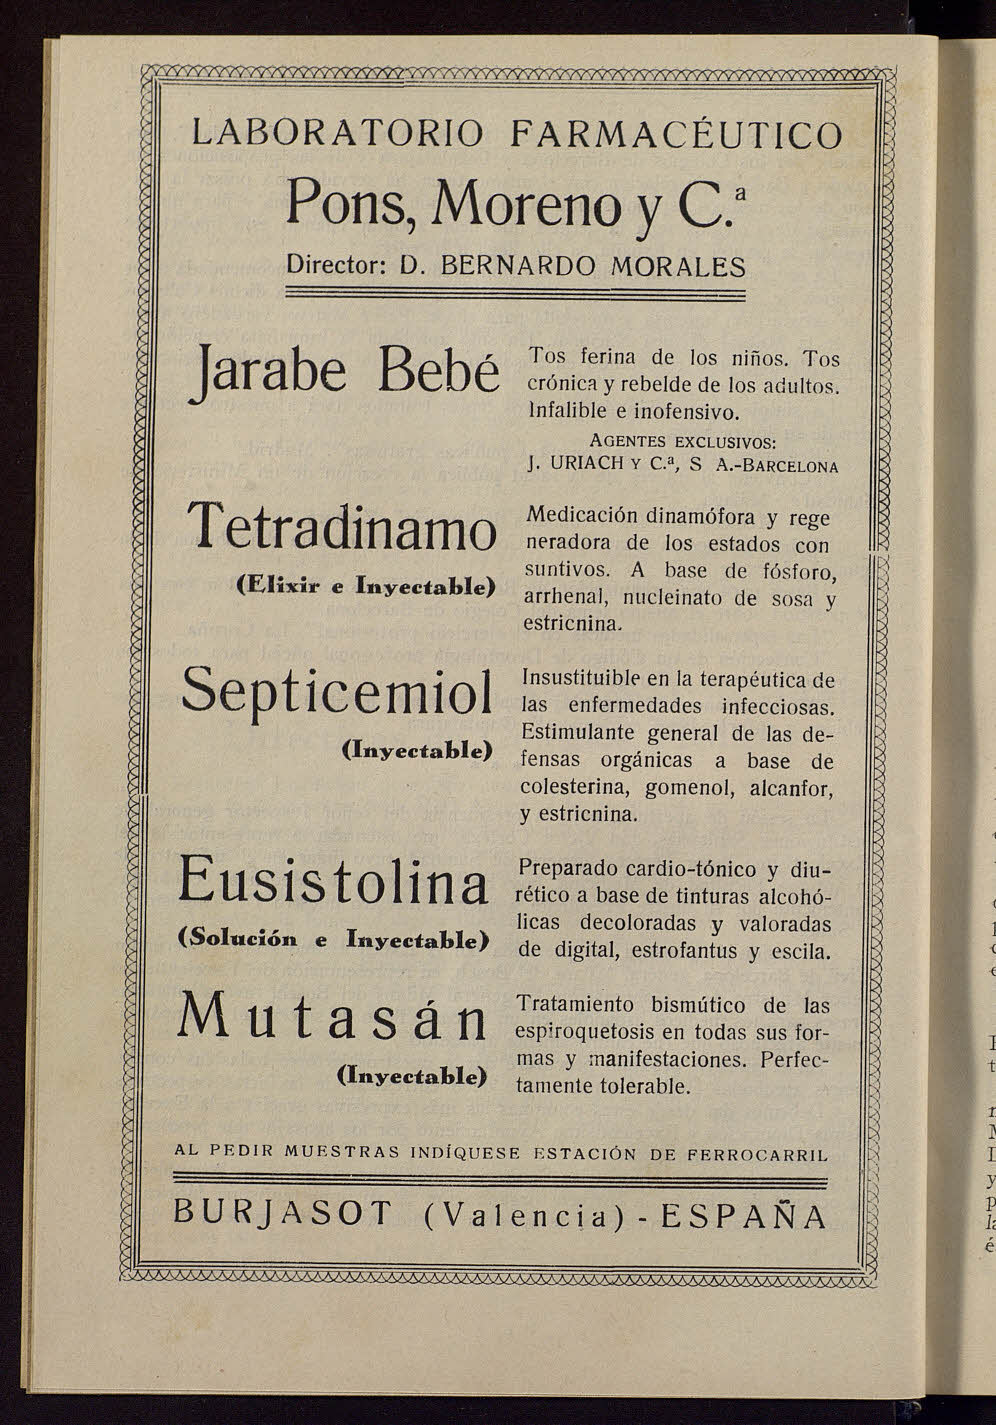 LABORATORIO FARMACÉUTICO
Pons, Moreno y C.ª
Director: D. BERNARDO MORALES
Jarabe Bebé
Tos ferina de los niños. Tos
crónica y rebelde de los adultos.
Infalible e inofensivo.
AGENTES EXCLUSIVOS:
J. URIACH Y C.ª, S A.-BARCELONA
Tetradinamo
(Elixir e Inyectable)
Medicación dinamófora y rege
neradora de los estados con
suntivos. A base de fósforo,
arrhenal, nucleinato de sosa y
estricnina.
Septicemiol
(Inyectable)
Insustituible en la terapéutica de
las enfermedades infecciosas.
Estimulante general de las de-
fensas orgánicas a base de
colesterina, gomenol, alcanfor,
y estricnina.
Eusistolina
(Solución e Inyectable)
Preparado cardio-tónico y diu-
rético a base de tinturas alcohó-
licas decoloradas y valoradas
de digital, estrofantus y escila.
Mutasán
(Inyectable)
Tratamiento bismútico de las
espiroquetosis en todas sus for-
mas y manifestaciones. Perfec-
tamente tolerable.
AL PEDIR MUESTRAS INDÍQUESE ESTACIÓN DE FERROCARRIL
BURJASOT (Valencia) - ESPAÑA